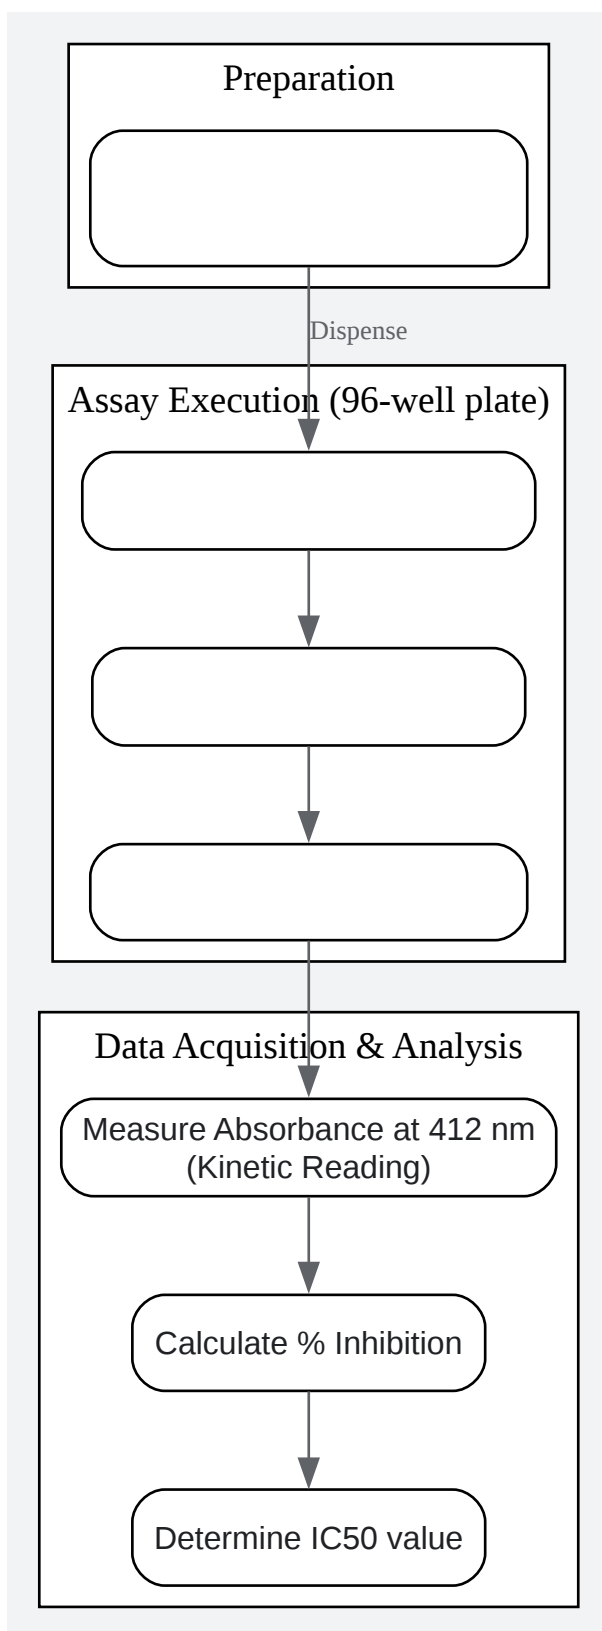 Preparation
Dispense
Assay Execution (96-well plate)
Data Acquisition & Analysis
Measure Absorbance at 412 nm
(Kinetic Reading)
Calculate % Inhibition
Determine IC50 value